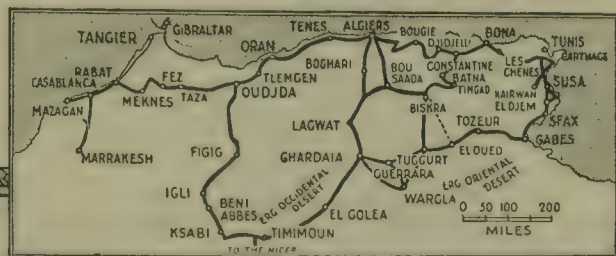 GIBRALTAR
TANGIER
TENES
ALGIERS
BOUGIE
DJIDJELLI
BONA
TUNIS
CARTHAGE
ORAN
BOGHARI
BOU
SAADA
CONSTANTINE
BATNA
TIMGAD
LES
CHENES
RABAT
CASABLANCA
FEZ
TLEMGEN
SUSA
MAZAGAN
MEKNES
TAZA
OUDJDA
KAIRWAN
EL DJEM
BISKRA
SFAX
LAGWAT
TOZEUR
GABES
MARRAKESH
FIGIG
GHARDAIA
TUGGURT
EL OUED
GUERRARA
WARGLA
ERG ORIENTAL
DESERT
IGLI
BENI
ABBES
ERG OCCIDENTAL
DESERT
EL GOLEA
0 50 100 200
MILES
KSABI
TIMIMOUN
TO THE NIGER